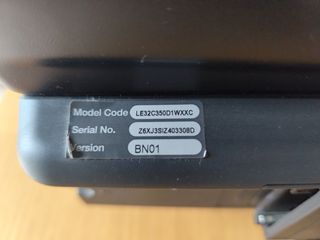 Model Code LE32C350D1WXXC
Serial No. Z6XJ3SIZ403308D
Version BN01